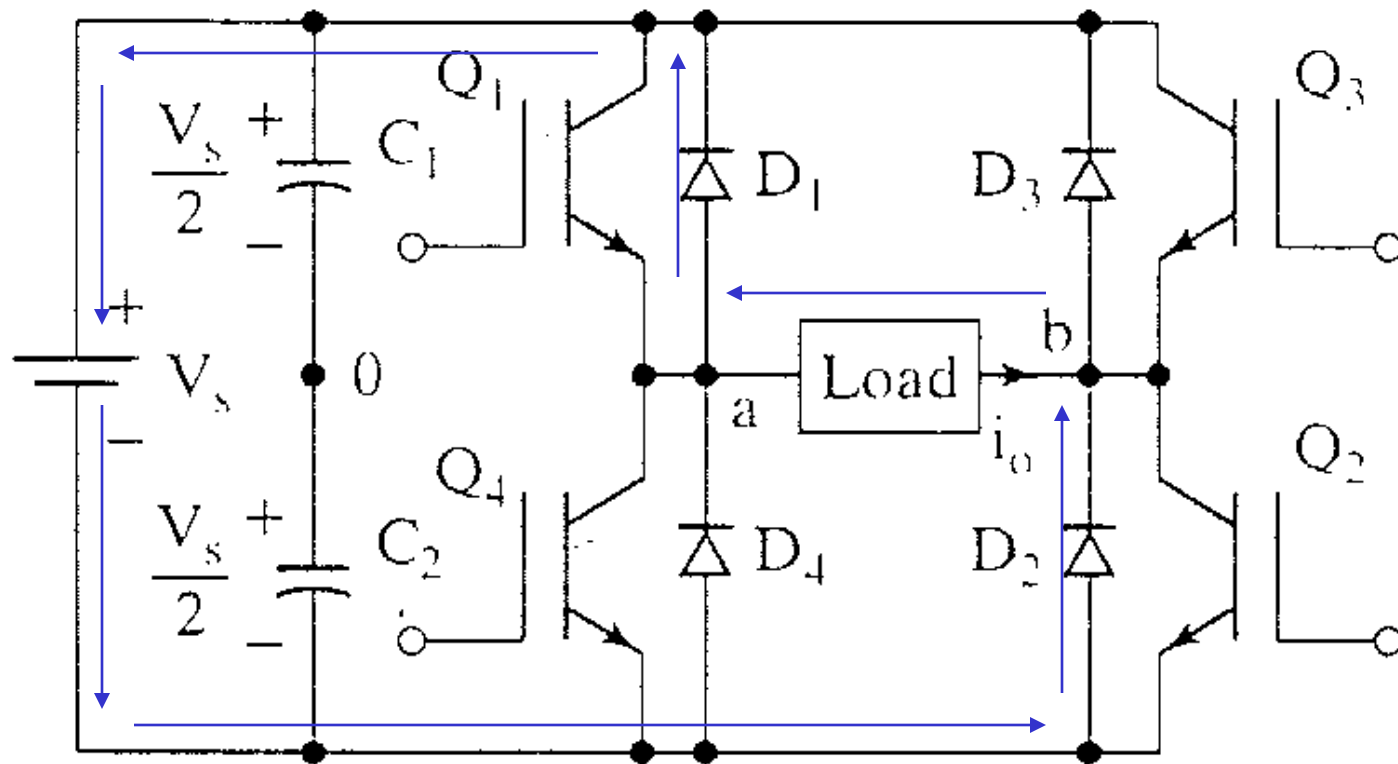 Q₁
Q₃
+
Vₛ/2
C₁
D₁
D₃
−
+
Vₛ
0
a
Load
b
iₒ
−
Q₄
Q₂
+
Vₛ/2
C₂
D₄
D₂
−